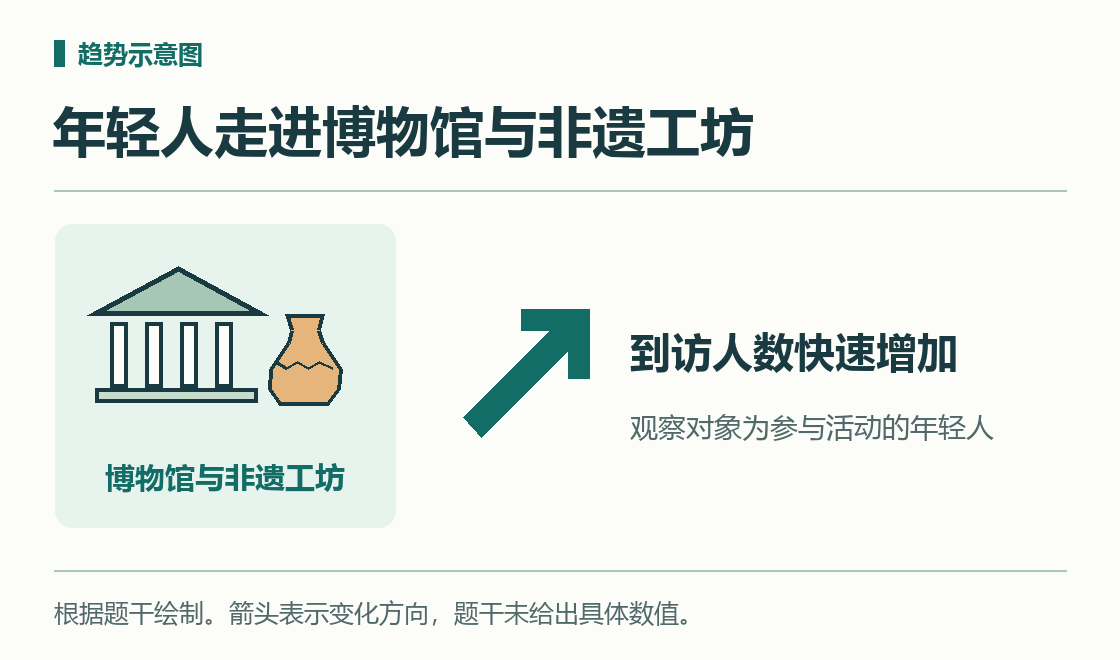 趋势示意图
年轻人走进博物馆与非遗工坊
博物馆与非遗工坊
到访人数快速增加
观察对象为参与活动的年轻人
根据题干绘制。箭头表示变化方向，题干未给出具体数值。